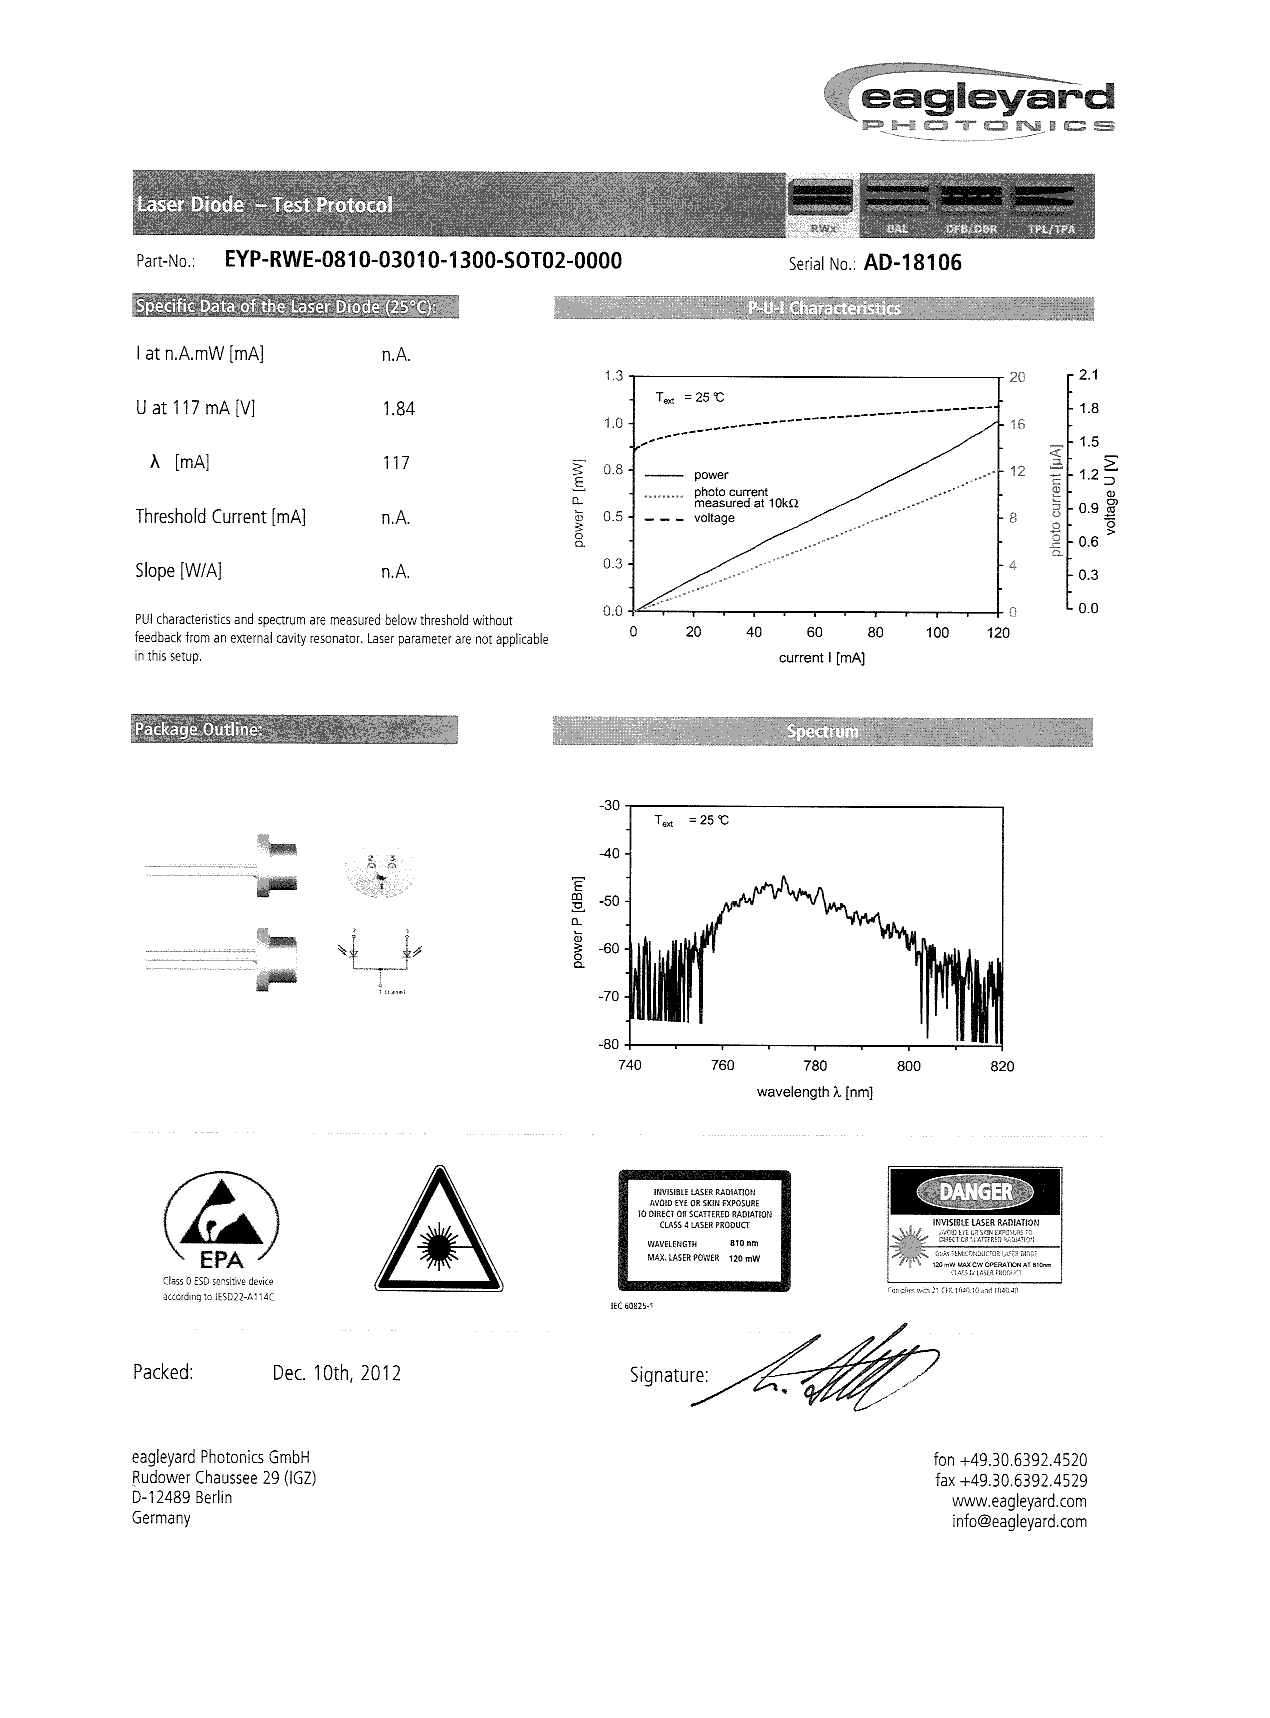 eagleyard
PHOTONICS
Laser Diode – Test Protocol
RWX BAL DFB/DBR TPL/TPA
Part-No.: EYP-RWE-0810-03010-1300-SOT02-0000
Serial No.: AD-18106
Specific Data of the Laser Diode (25°C):
I at n.A.mW [mA] n.A.
U at 117 mA [V] 1.84
λ [mA] 117
Threshold Current [mA] n.A.
Slope [W/A] n.A.
PUI characteristics and spectrum are measured below threshold without
feedback from an external cavity resonator. Laser parameter are not applicable
in this setup.
P-U-I Characteristics
Text = 25 °C
power
photo current
measured at 10kΩ
voltage
1.3
1.0
0.8
0.5
0.3
0.0
power P [mW]
0 20 40 60 80 100 120
current I [mA]
20
16
12
8
4
0
photo current [µA]
2.1
1.8
1.5
1.2
0.9
0.6
0.3
0.0
voltage U [V]
Package Outline:
2 3
1
2 3
1
Spectrum
Text = 25 °C
-30
-40
-50
-60
-70
-80
power P [dBm]
740 760 780 800 820
wavelength λ [nm]
EPA
Class 0 ESD sensitive device
according to JESD22-A114C
INVISIBLE LASER RADIATION
AVOID EYE OR SKIN EXPOSURE
TO DIRECT OR SCATTERED RADIATION
CLASS 4 LASER PRODUCT
WAVELENGTH 810 nm
MAX. LASER POWER 120 mW
IEC 60825-1
DANGER
INVISIBLE LASER RADIATION
AVOID EYE OR SKIN EXPOSURE TO
DIRECT OR SCATTERED RADIATION
GaAs SEMICONDUCTOR LASER DIODE
120 mW MAX CW OPERATION AT 810nm
CLASS IV LASER PRODUCT
Complies with 21 CFR 1040.10 and 1040.40
Packed: Dec. 10th, 2012
Signature:
eagleyard Photonics GmbH
Rudower Chaussee 29 (IGZ)
D-12489 Berlin
Germany
fon +49.30.6392.4520
fax +49.30.6392.4529
www.eagleyard.com
info@eagleyard.com